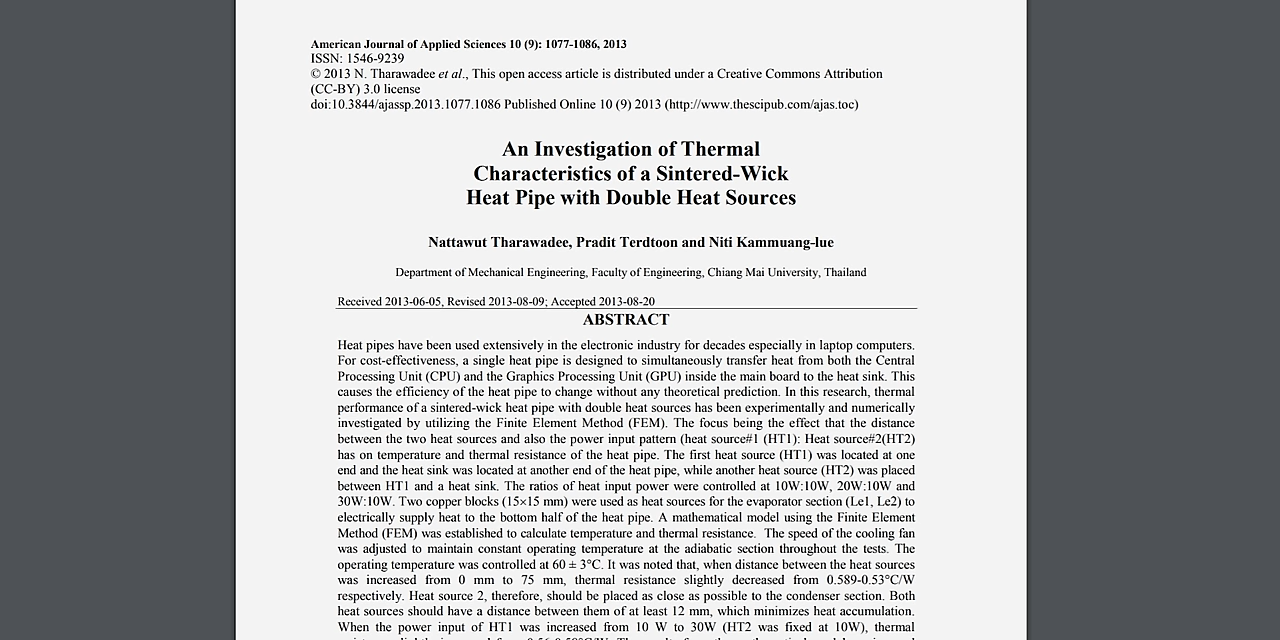 American Journal of Applied Sciences 10 (9): 1077-1086, 2013
ISSN: 1546-9239
© 2013 N. Tharawadee et al., This open access article is distributed under a Creative Commons Attribution
(CC-BY) 3.0 license
doi:10.3844/ajassp.2013.1077.1086 Published Online 10 (9) 2013 (http://www.thescipub.com/ajas.toc)
An Investigation of Thermal
Characteristics of a Sintered-Wick
Heat Pipe with Double Heat Sources
Nattawut Tharawadee, Pradit Terdtoon and Niti Kammuang-lue
Department of Mechanical Engineering, Faculty of Engineering, Chiang Mai University, Thailand
Received 2013-06-05, Revised 2013-08-09; Accepted 2013-08-20
ABSTRACT
Heat pipes have been used extensively in the electronic industry for decades especially in laptop computers.
For cost-effectiveness, a single heat pipe is designed to simultaneously transfer heat from both the Central
Processing Unit (CPU) and the Graphics Processing Unit (GPU) inside the main board to the heat sink. This
causes the efficiency of the heat pipe to change without any theoretical prediction. In this research, thermal
performance of a sintered-wick heat pipe with double heat sources has been experimentally and numerically
investigated by utilizing the Finite Element Method (FEM). The focus being the effect that the distance
between the two heat sources and also the power input pattern (heat source#1 (HT1): Heat source#2(HT2)
has on temperature and thermal resistance of the heat pipe. The first heat source (HT1) was located at one
end and the heat sink was located at another end of the heat pipe, while another heat source (HT2) was placed
between HT1 and a heat sink. The ratios of heat input power were controlled at 10W:10W, 20W:10W and
30W:10W. Two copper blocks (15×15 mm) were used as heat sources for the evaporator section (Le1, Le2) to
electrically supply heat to the bottom half of the heat pipe. A mathematical model using the Finite Element
Method (FEM) was established to calculate temperature and thermal resistance. The speed of the cooling fan
was adjusted to maintain constant operating temperature at the adiabatic section throughout the tests. The
operating temperature was controlled at 60 ± 3°C. It was noted that, when distance between the heat sources
was increased from 0 mm to 75 mm, thermal resistance slightly decreased from 0.589-0.53°C/W
respectively. Heat source 2, therefore, should be placed as close as possible to the condenser section. Both
heat sources should have a distance between them of at least 12 mm, which minimizes heat accumulation.
When the power input of HT1 was increased from 10 W to 30W (HT2 was fixed at 10W), thermal